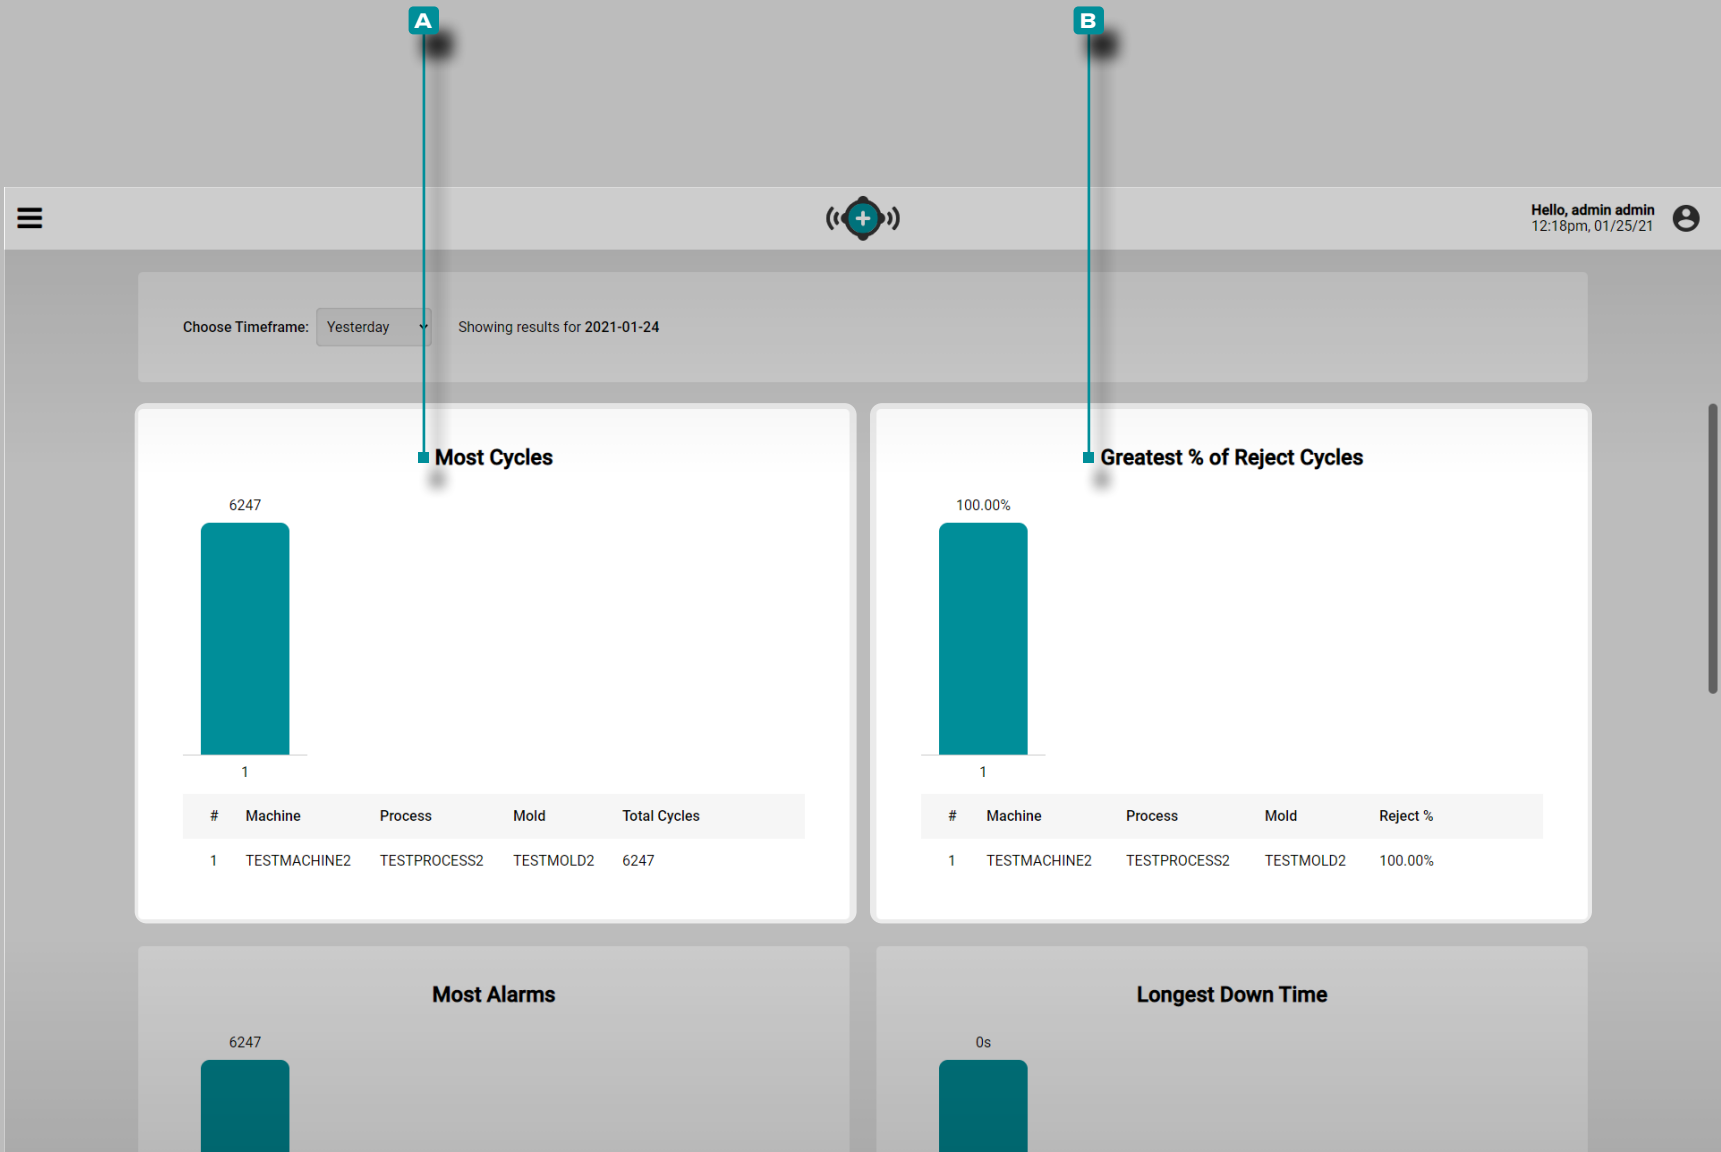 A
B
Hello, admin admin
12:18pm, 01/25/21
Choose Timeframe: Yesterday Showing results for 2021-01-24
Most Cycles
6247
1
# Machine Process Mold Total Cycles
1 TESTMACHINE2 TESTPROCESS2 TESTMOLD2 6247
Greatest % of Reject Cycles
100.00%
1
# Machine Process Mold Reject %
1 TESTMACHINE2 TESTPROCESS2 TESTMOLD2 100.00%
Most Alarms
6247
Longest Down Time
0s